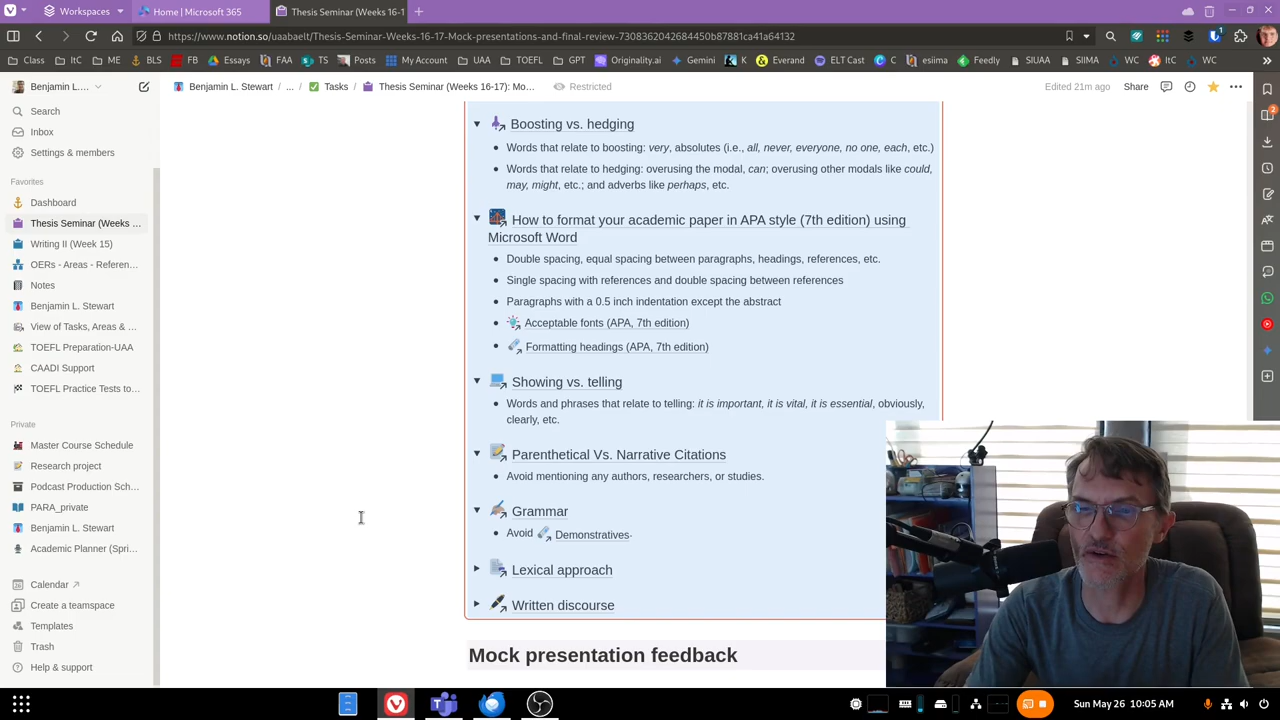 Workspaces
Home | Microsoft 365
Thesis-Seminar (Weeks 16-1
https://www.notion.so/uaabaelt/Thesis-Seminar-Weeks-16-17-Mock-presentations-and-final-review-7308362042684450b87881ca41a64132
Class
ItC
ME
BLS
FB
Essays
FAA
TS
Posts
My Account
UAA
TOEFL
GPT
Originality.ai
Gemini
K
Everand
ELT Cast
C
esiima
Feedly
SIUAA
SIIMA
WC
ItC
WC
Benjamin L....
Benjamin L. Stewart / ... / Tasks / Thesis Seminar (Weeks 16-17): Mo... Restricted
Edited 21m ago
Share
Search
Inbox
Settings & members
Favorites
Dashboard
Thesis-Seminar (Weeks ...
Writing II (Week 15)
OERs - Areas - Referen...
Notes
Benjamin L. Stewart
View of Tasks, Areas & ...
TOEFL Preparation-UAA
CAADI Support
TOEFL Practice Tests to...
Private
Master Course Schedule
Research project
Podcast Production Sch...
PARA_private
Benjamin L. Stewart
Academic Planner (Spri...
Calendar
Create a teamspace
Templates
Trash
Help & support
Boosting vs. hedging
Words that relate to boosting: very, absolutes (i.e., all, never, everyone, no one, each, etc.)
Words that relate to hedging: overusing the modal, can; overusing other modals like could,
may, might, etc.; and adverbs like perhaps, etc.
How to format your academic paper in APA style (7th edition) using
Microsoft Word
Double spacing, equal spacing between paragraphs, headings, references, etc.
Single spacing with references and double spacing between references
Paragraphs with a 0.5 inch indentation except the abstract
Acceptable fonts (APA, 7th edition)
Formatting headings (APA, 7th edition)
Showing vs. telling
Words and phrases that relate to telling: it is important, it is vital, it is essential, obviously,
clearly, etc.
Parenthetical Vs. Narrative Citations
Avoid mentioning any authors, researchers, or studies.
Grammar
Avoid Demonstratives.
Lexical approach
Written discourse
Mock presentation feedback
Sun May 26 10:05 AM